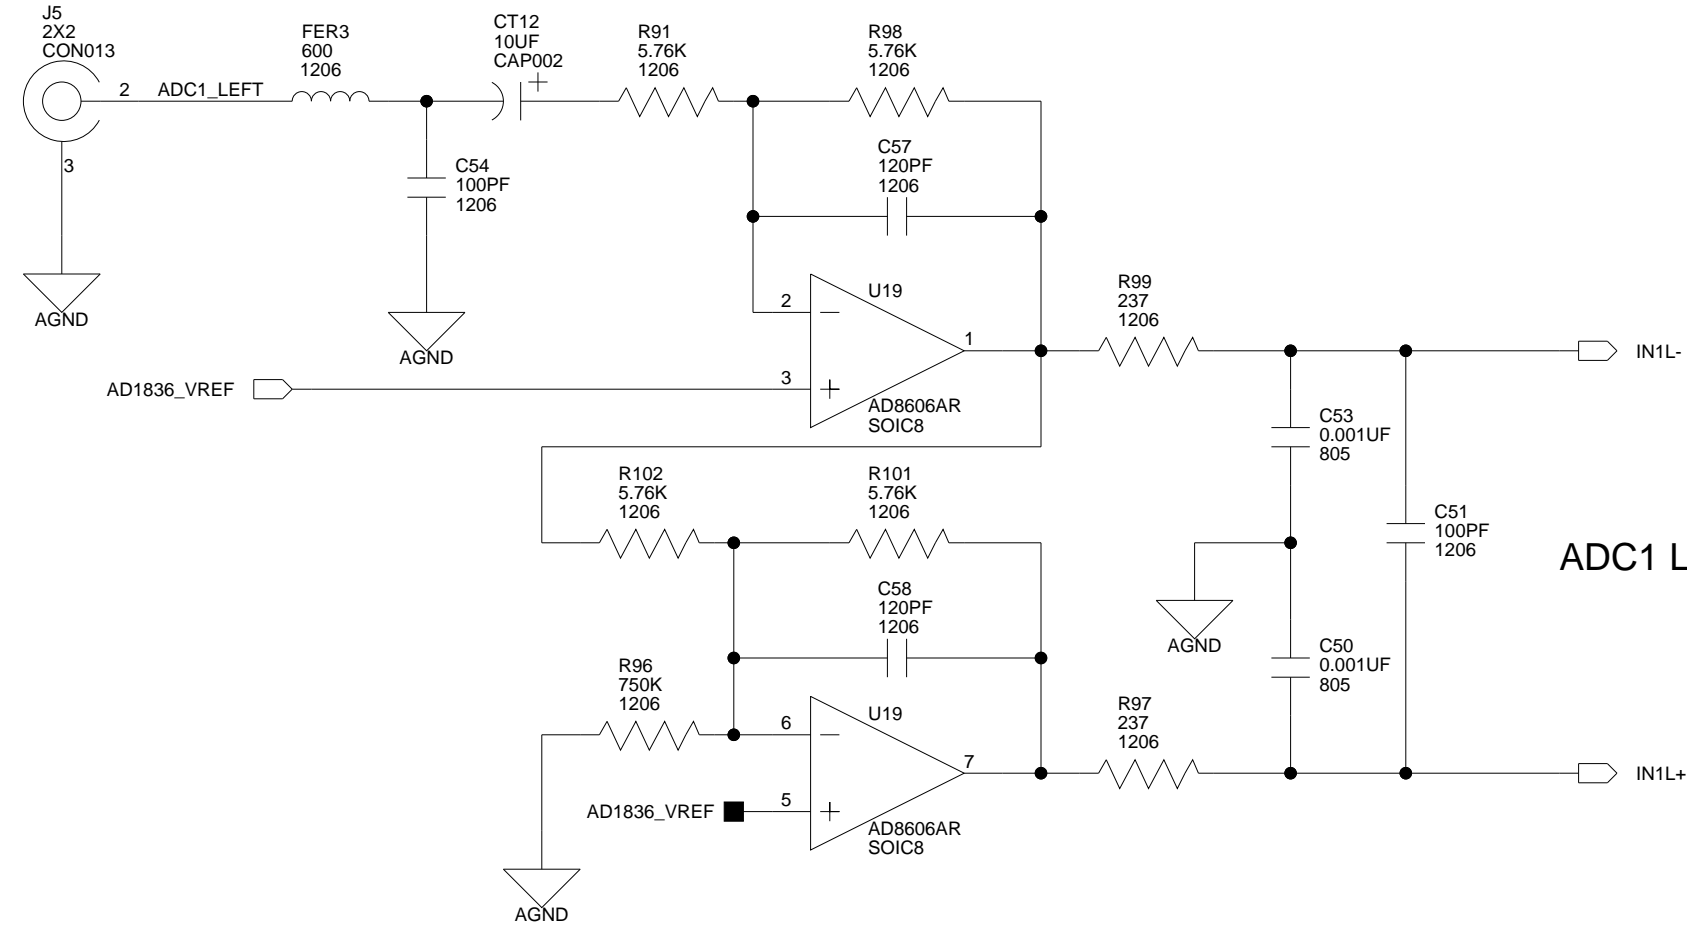 J5
2X2
CON013
2
ADC1_LEFT
3
AGND
FER3
600
1206
C54
100PF
1206
AGND
CT12
10UF
CAP002
+
R91
5.76K
1206
R98
5.76K
1206
C57
120PF
1206
U19
2
3
1
AD8606AR
SOIC8
AD1836_VREF
R99
237
1206
IN1L-
C53
0.001UF
805
C51
100PF
1206
ADC1 L
AGND
C50
0.001UF
805
R102
5.76K
1206
R101
5.76K
1206
C58
120PF
1206
R96
750K
1206
AGND
U19
6
5
7
AD1836_VREF
AD8606AR
SOIC8
R97
237
1206
IN1L+